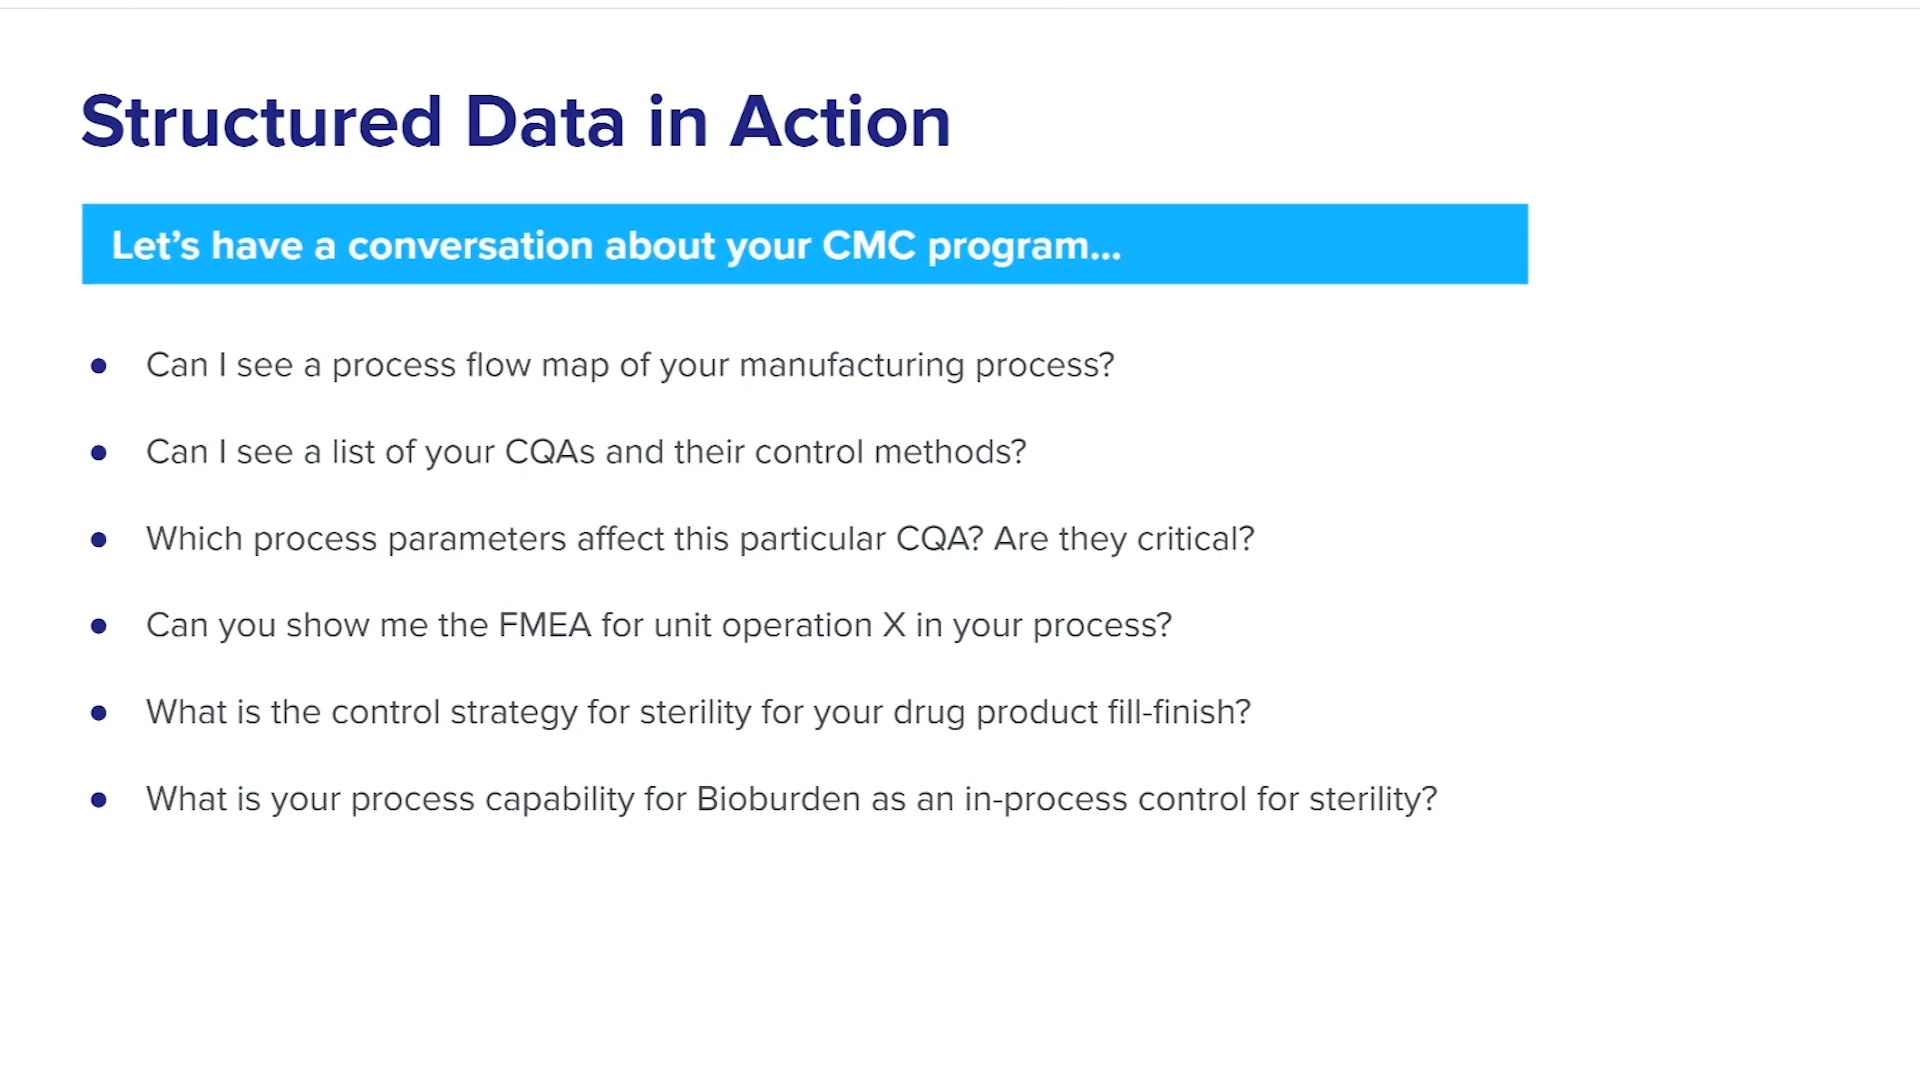 Structured Data in Action
Let’s have a conversation about your CMC program...
● Can I see a process flow map of your manufacturing process?
● Can I see a list of your CQAs and their control methods?
● Which process parameters affect this particular CQA? Are they critical?
● Can you show me the FMEA for unit operation X in your process?
● What is the control strategy for sterility for your drug product fill-finish?
● What is your process capability for Bioburden as an in-process control for sterility?